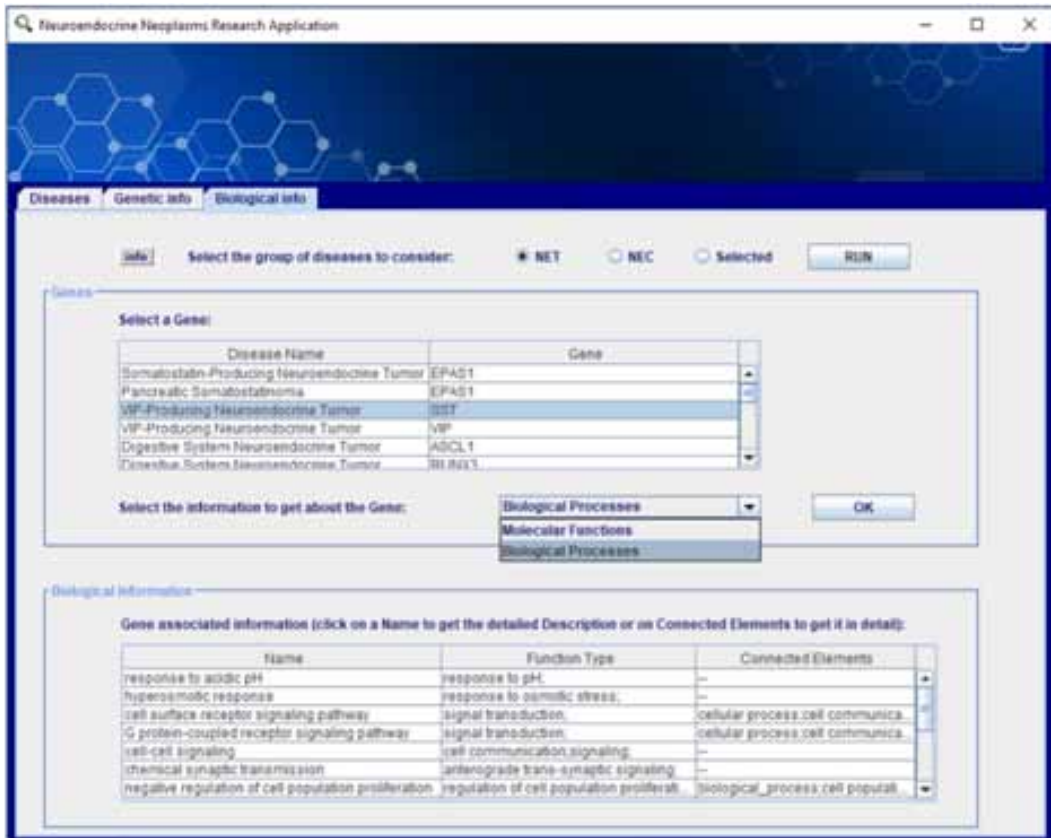 Neuroendocrine Neoplasms Research Application
Diseases Genetic info Biological info
info Select the group of diseases to consider: NET NEC Selected RUN
Genes
Select a Gene:
Disease Name Gene
Somatostatin-Producing Neuroendocrine Tumor EPAS1
Pancreatic Somatostatinoma EPAS1
VIP-Producing Neuroendocrine Tumor SST
VIP-Producing Neuroendocrine Tumor VIP
Digestive System Neuroendocrine Tumor ASCL1
Digestive System Neuroendocrine Tumor RUNX3
Select the information to get about the Gene: Biological Processes OK
Molecular Functions
Biological Processes
Biological Information
Gene associated information (click on a Name to get the detailed Description or on Connected Elements to get it in detail):
Name Function Type Connected Elements
response to acidic pH response to pH; --
hyperosmotic response response to osmotic stress; --
cell surface receptor signaling pathway signal transduction; cellular process;cell communica...
G protein-coupled receptor signaling pathway signal transduction; cellular process;cell communica...
cell-cell signaling cell communication;signaling; --
chemical synaptic transmission anterograde trans-synaptic signaling; --
negative regulation of cell population proliferation regulation of cell population proliferati... biological_process;cell populati...